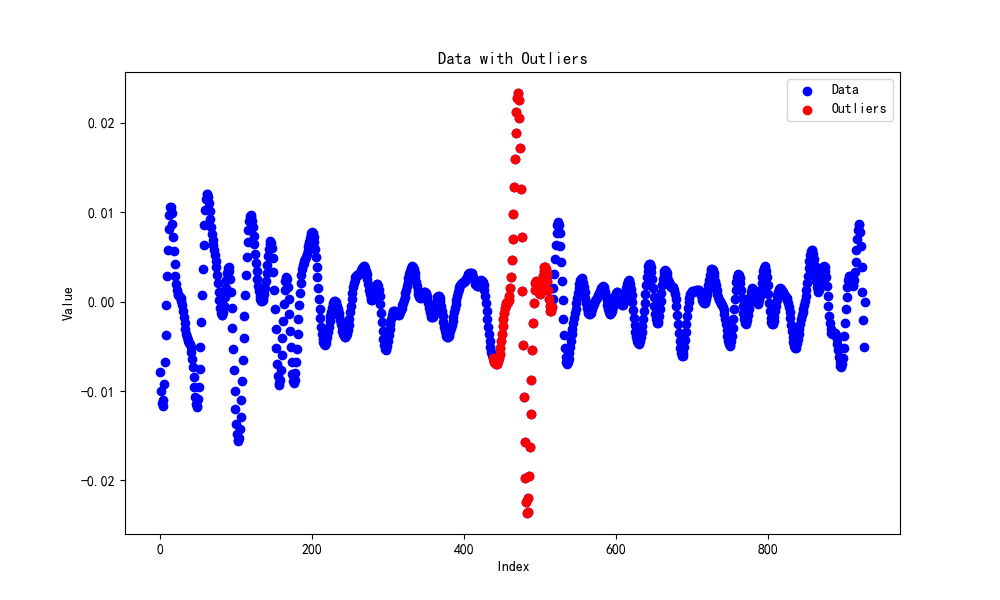 Data with Outliers
Data
Outliers
0.02
0.01
0.00
−0.01
−0.02
Value
0 200 400 600 800
Index